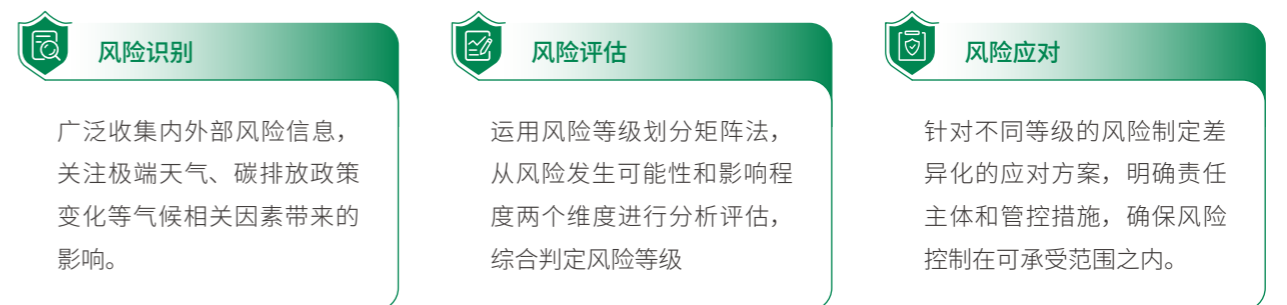 风险识别
广泛收集内外部风险信息，
关注极端天气、碳排放政策
变化等气候相关因素带来的
影响。
风险评估
运用风险等级划分矩阵法，
从风险发生可能性和影响程
度两个维度进行分析评估，
综合判定风险等级
风险应对
针对不同等级的风险制定差
异化的应对方案，明确责任
主体和管控措施，确保风险
控制在可承受范围之内。